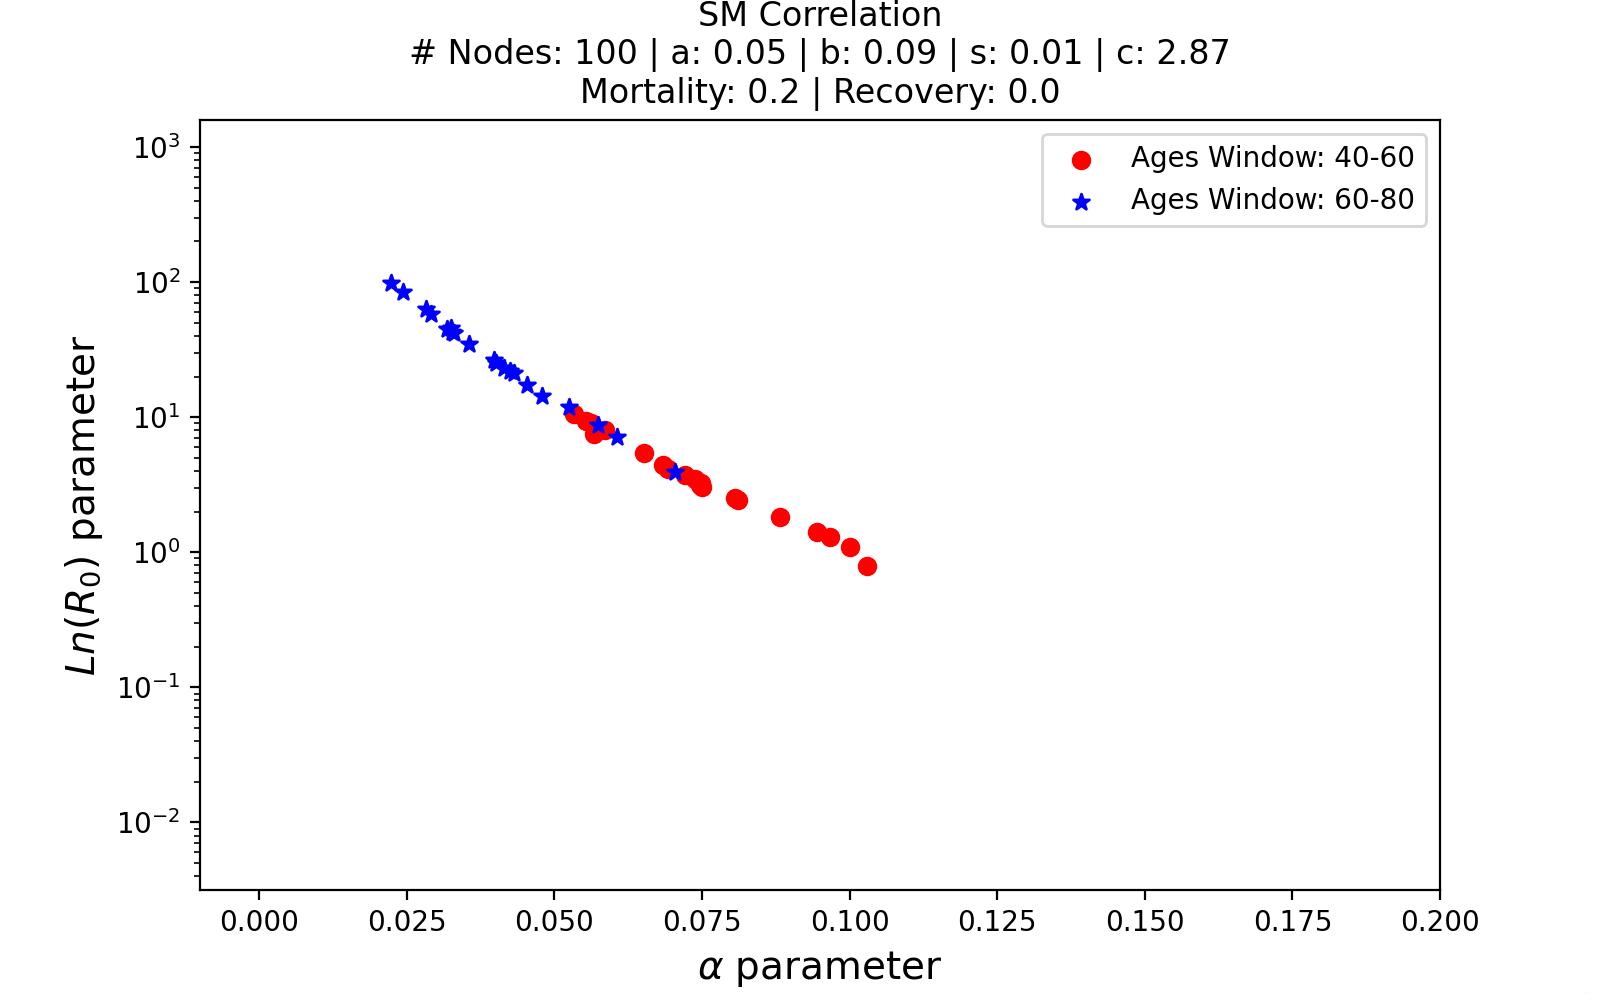 SM Correlation
# Nodes: 100 | a: 0.05 | b: 0.09 | s: 0.01 | c: 2.87
Mortality: 0.2 | Recovery: 0.0
Ages Window: 40-60
Ages Window: 60-80
10³
10²
10¹
10⁰
10⁻¹
10⁻²
Ln(R₀) parameter
0.000 0.025 0.050 0.075 0.100 0.125 0.150 0.175 0.200
α parameter